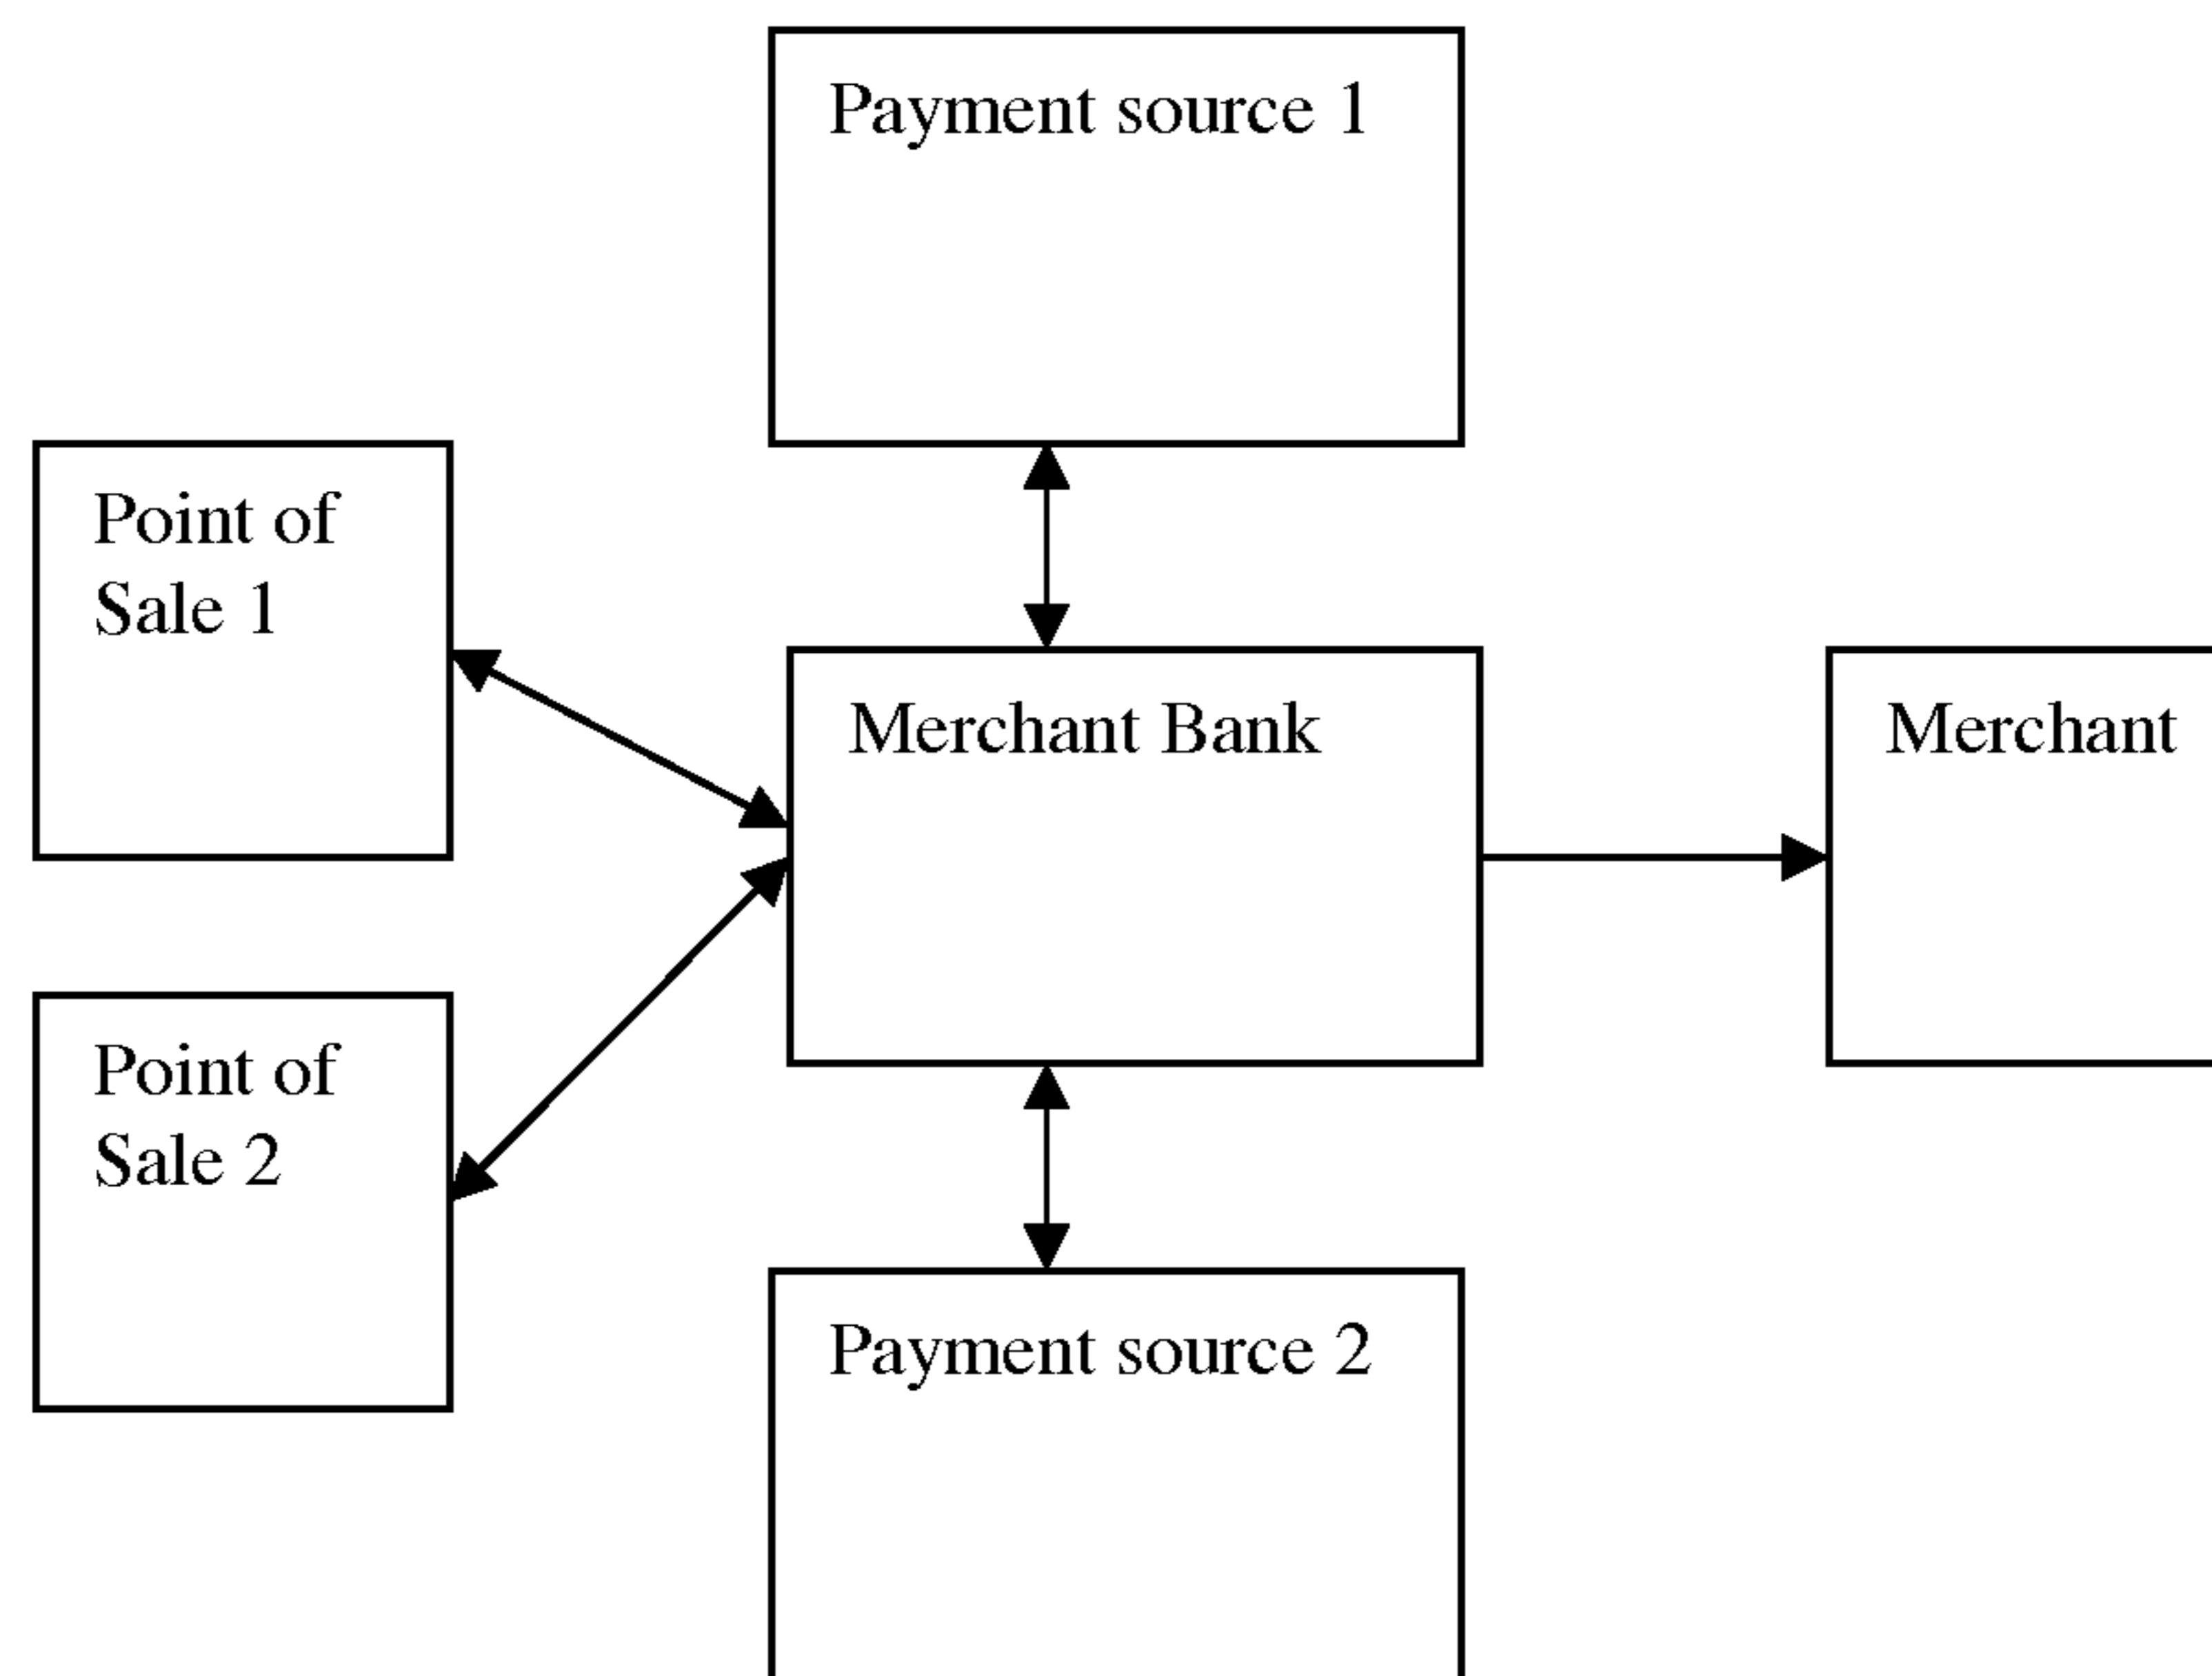 Payment source 1
Point of
Sale 1
Merchant Bank
Merchant
Point of
Sale 2
Payment source 2